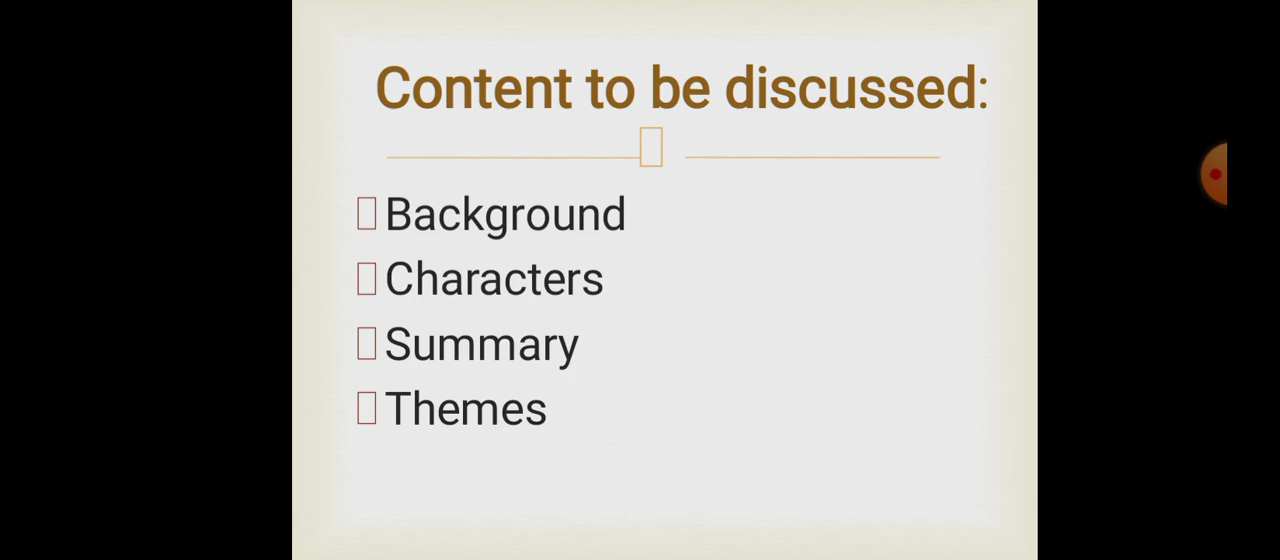 Content to be discussed:
Background
Characters
Summary
Themes